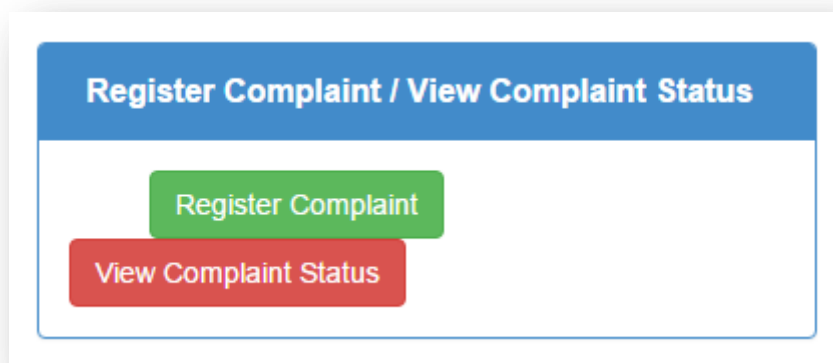 Register Complaint / View Complaint Status
Register Complaint
View Complaint Status